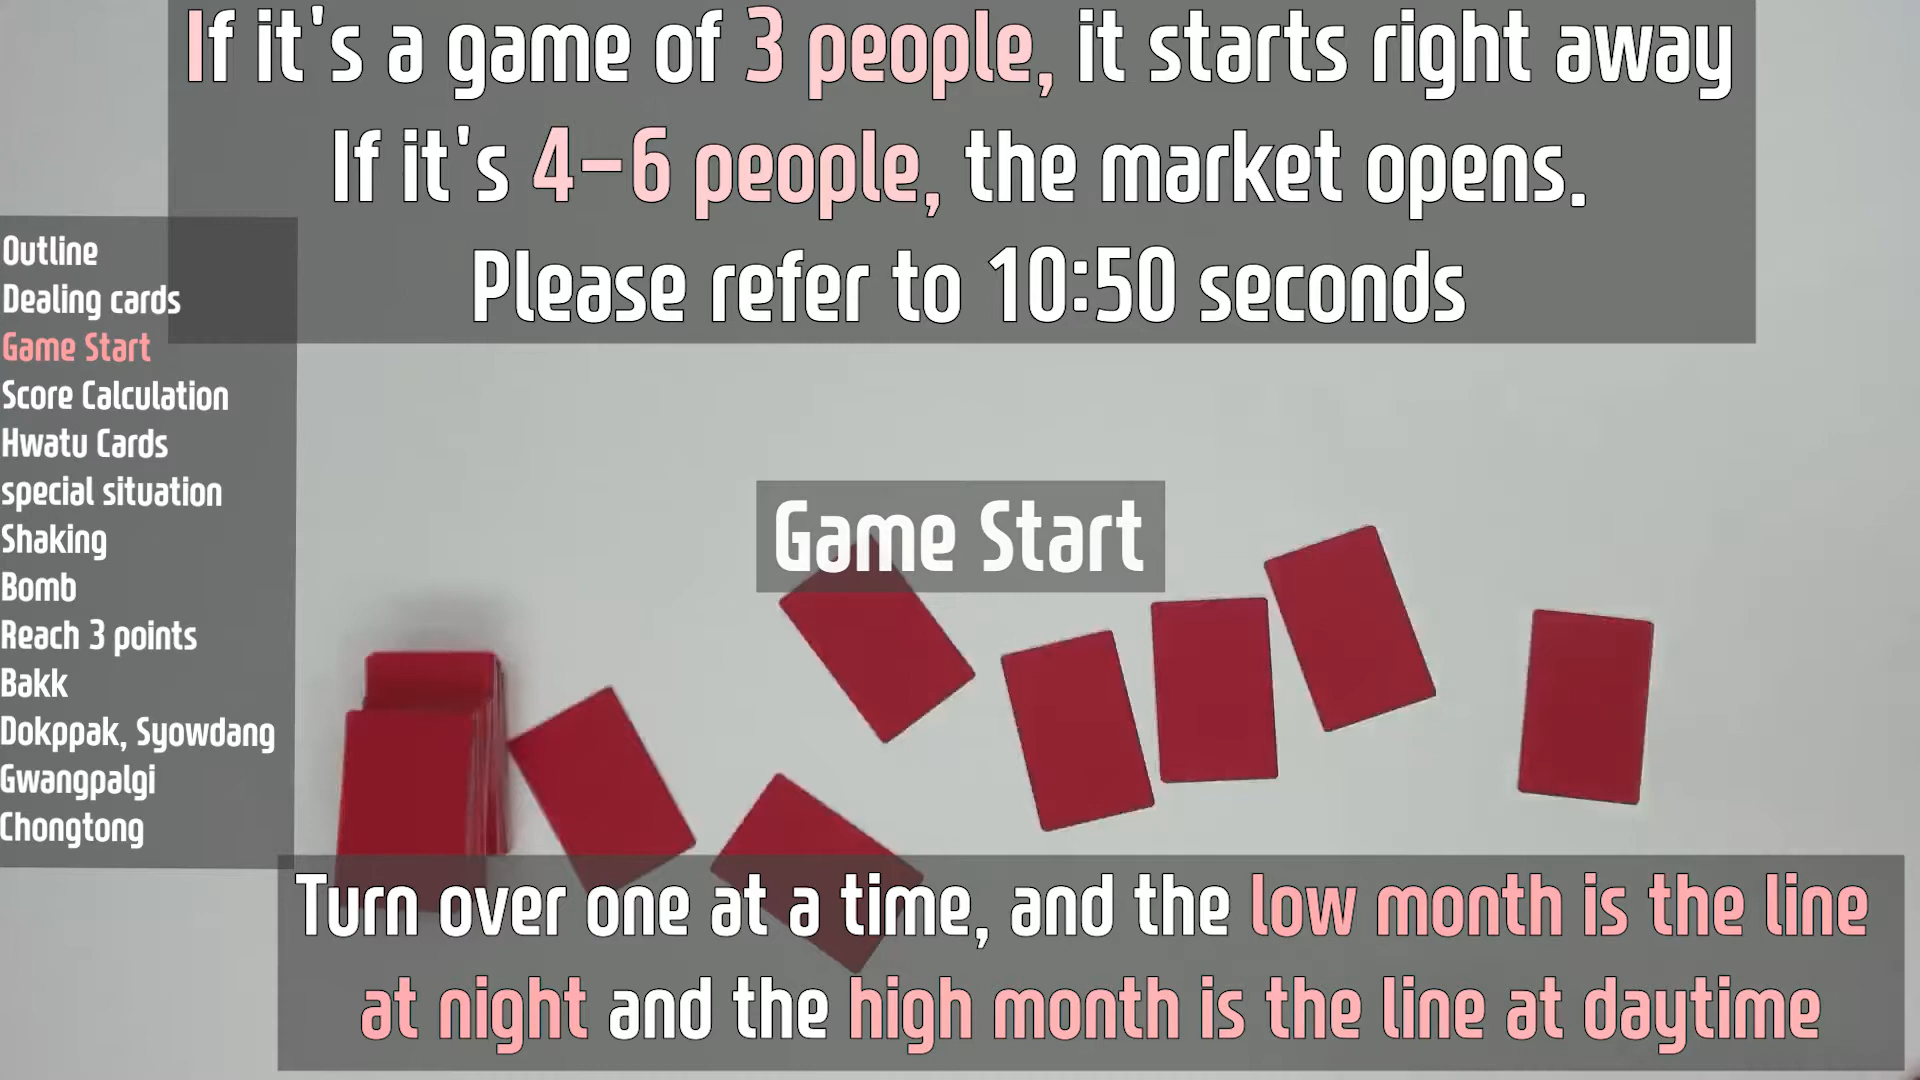 If it's a game of 3 people, it starts right away
If it's 4-6 people, the market opens.
Please refer to 10:50 seconds
Outline
Dealing cards
Game Start
Score Calculation
Hwatu Cards
special situation
Shaking
Bomb
Reach 3 points
Bakk
Dokppak, Syowdang
Gwangpalgi
Chongtong
Game Start
Turn over one at a time, and the low month is the line
at night and the high month is the line at daytime